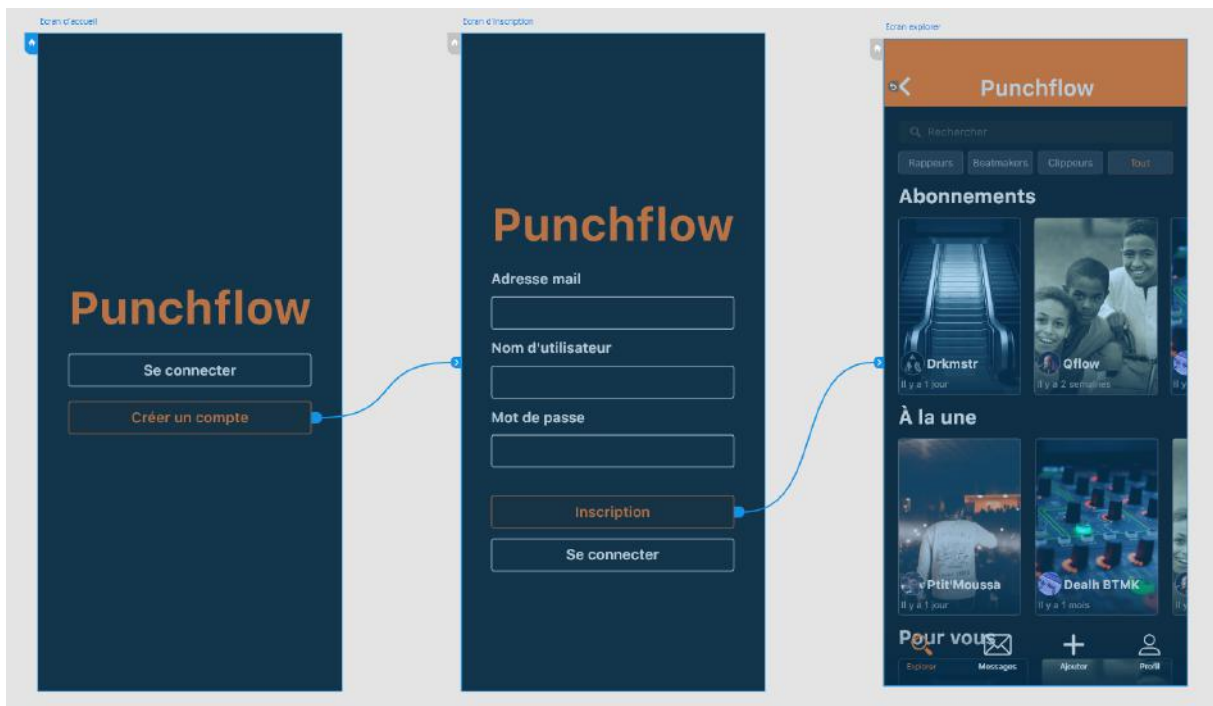 Ecran d'accueil
Punchflow
Se connecter
Créer un compte
Ecran d'inscription
Punchflow
Adresse mail
Nom d'utilisateur
Mot de passe
Inscription
Se connecter
Ecran explorer
Punchflow
Rechercher
Rappeurs Beatmakers Clippeurs Tout
Abonnements
Drkmstr Qflow
Il y a 1 jour Il y a 2 semaines Il y
À la une
Ptit'Moussa Dealh BTMK
Il y a 1 jour Il y a 1 mois Il y
Pour vous
Explorer Messages Ajouter Profil